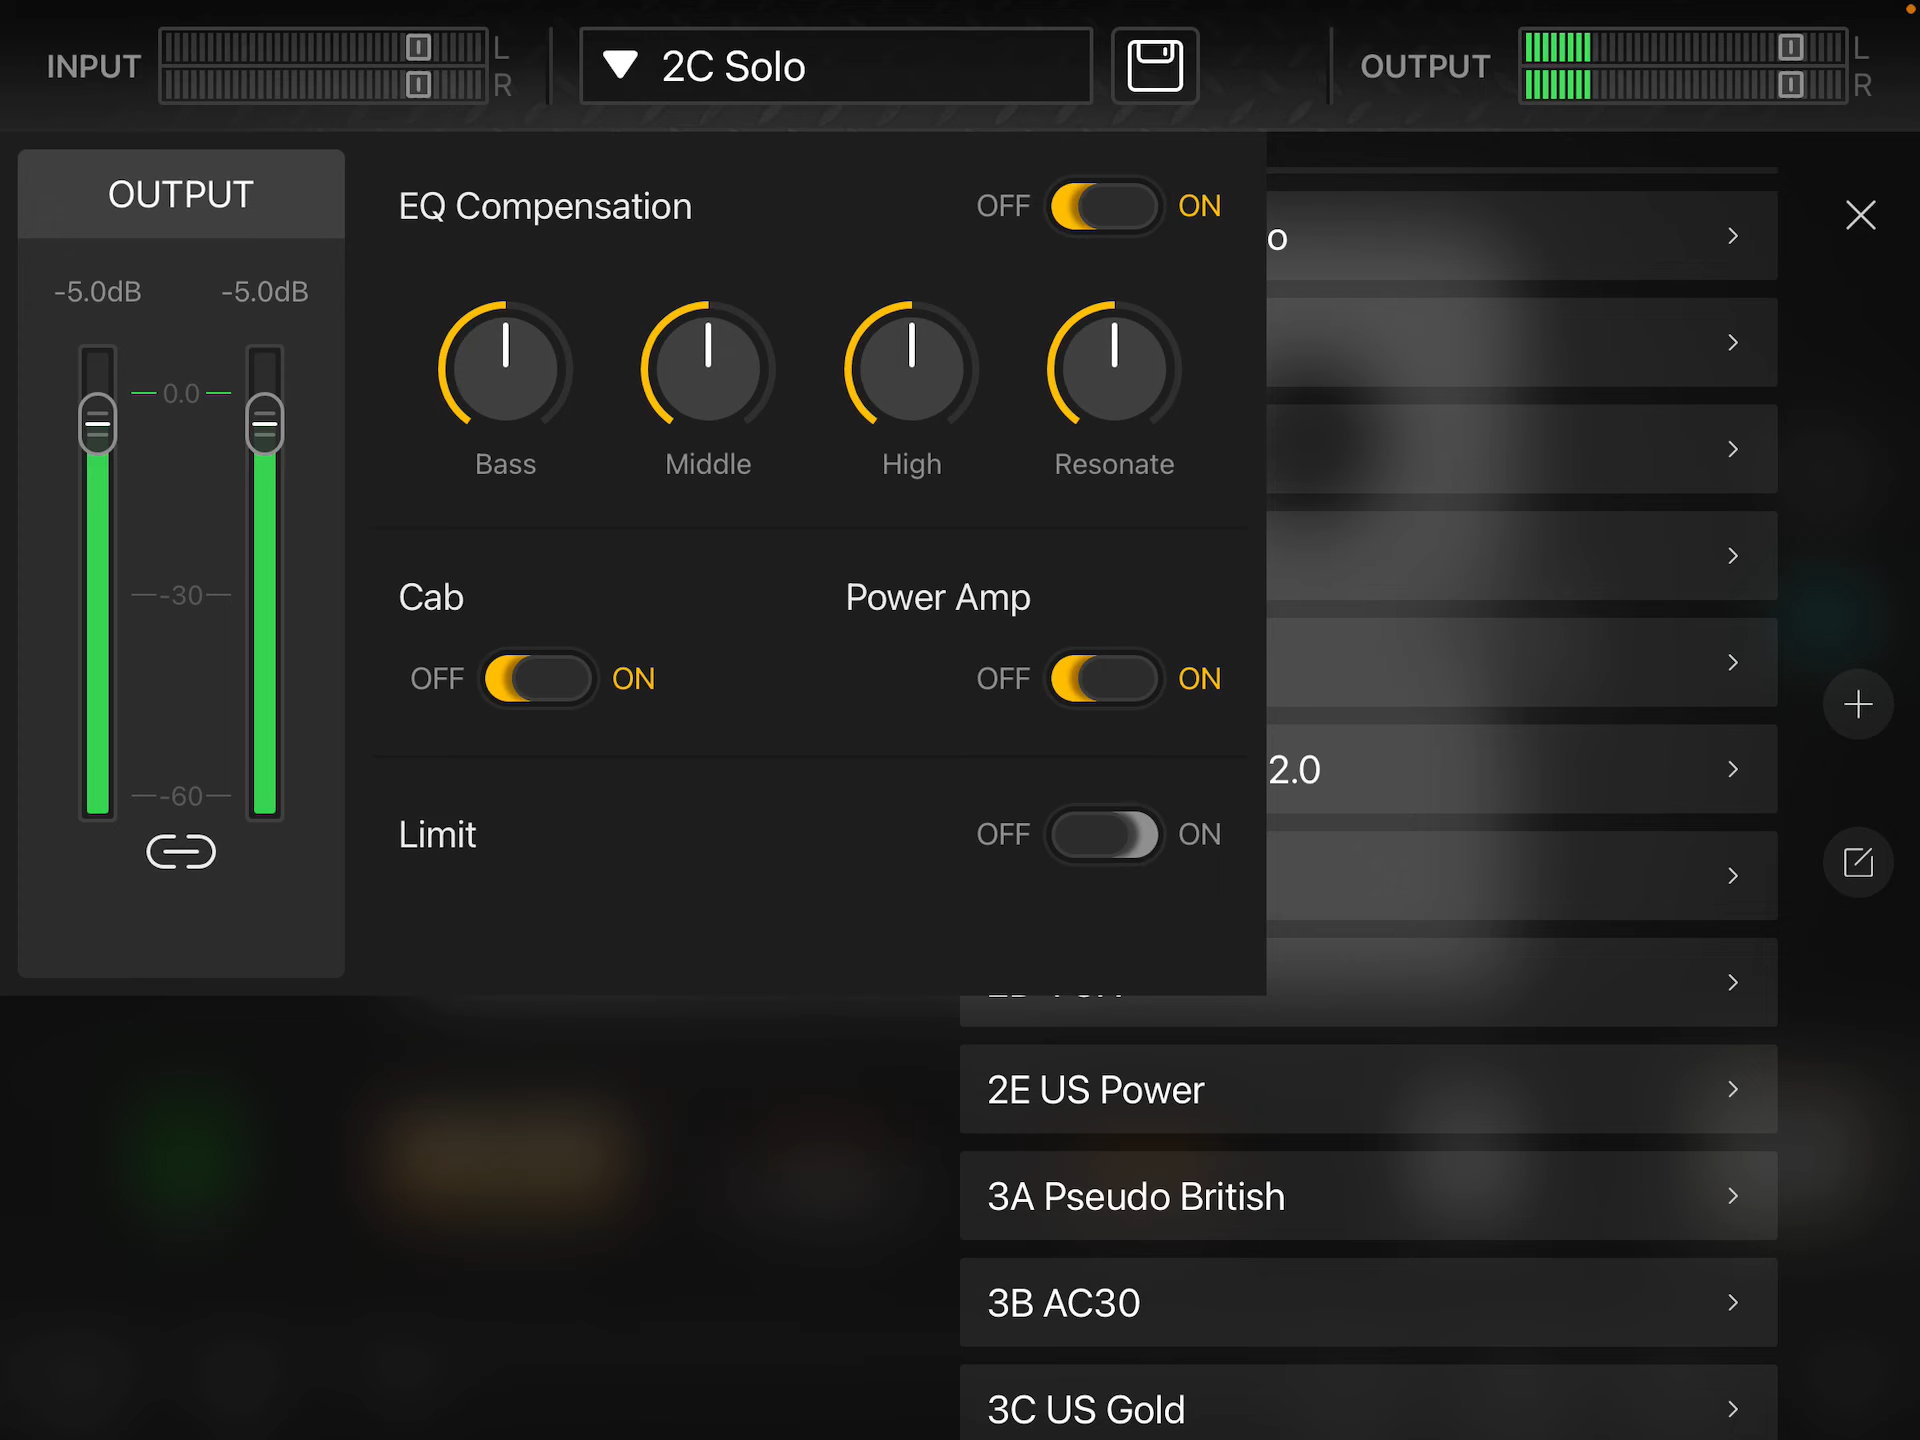 INPUT
L
R
2C Solo
OUTPUT
L
R
OUTPUT
-5.0dB -5.0dB
0.0
-30
-60
EQ Compensation
OFF ON
Bass Middle High Resonate
Cab
OFF ON
Power Amp
OFF ON
Limit
OFF ON
o
2.0
2E US Power
3A Pseudo British
3B AC30
3C US Gold